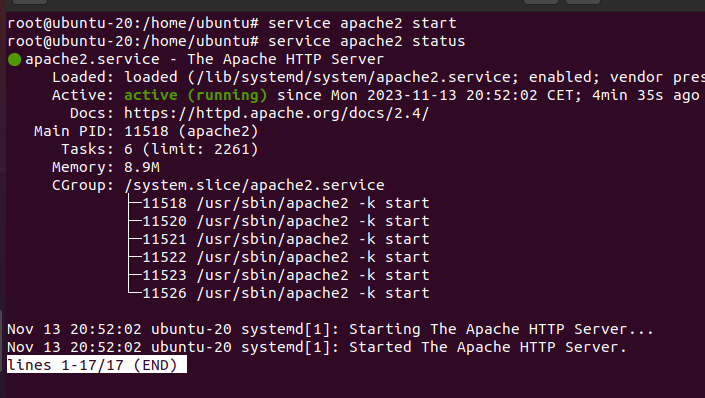 root@ubuntu-20:/home/ubuntu# service apache2 start
root@ubuntu-20:/home/ubuntu# service apache2 status
● apache2.service - The Apache HTTP Server
     Loaded: loaded (/lib/systemd/system/apache2.service; enabled; vendor pres
     Active: active (running) since Mon 2023-11-13 20:52:02 CET; 4min 35s ago
       Docs: https://httpd.apache.org/docs/2.4/
   Main PID: 11518 (apache2)
      Tasks: 6 (limit: 2261)
     Memory: 8.9M
     CGroup: /system.slice/apache2.service
             ├─11518 /usr/sbin/apache2 -k start
             ├─11520 /usr/sbin/apache2 -k start
             ├─11521 /usr/sbin/apache2 -k start
             ├─11522 /usr/sbin/apache2 -k start
             ├─11523 /usr/sbin/apache2 -k start
             └─11526 /usr/sbin/apache2 -k start

Nov 13 20:52:02 ubuntu-20 systemd[1]: Starting The Apache HTTP Server...
Nov 13 20:52:02 ubuntu-20 systemd[1]: Started The Apache HTTP Server.
lines 1-17/17 (END)